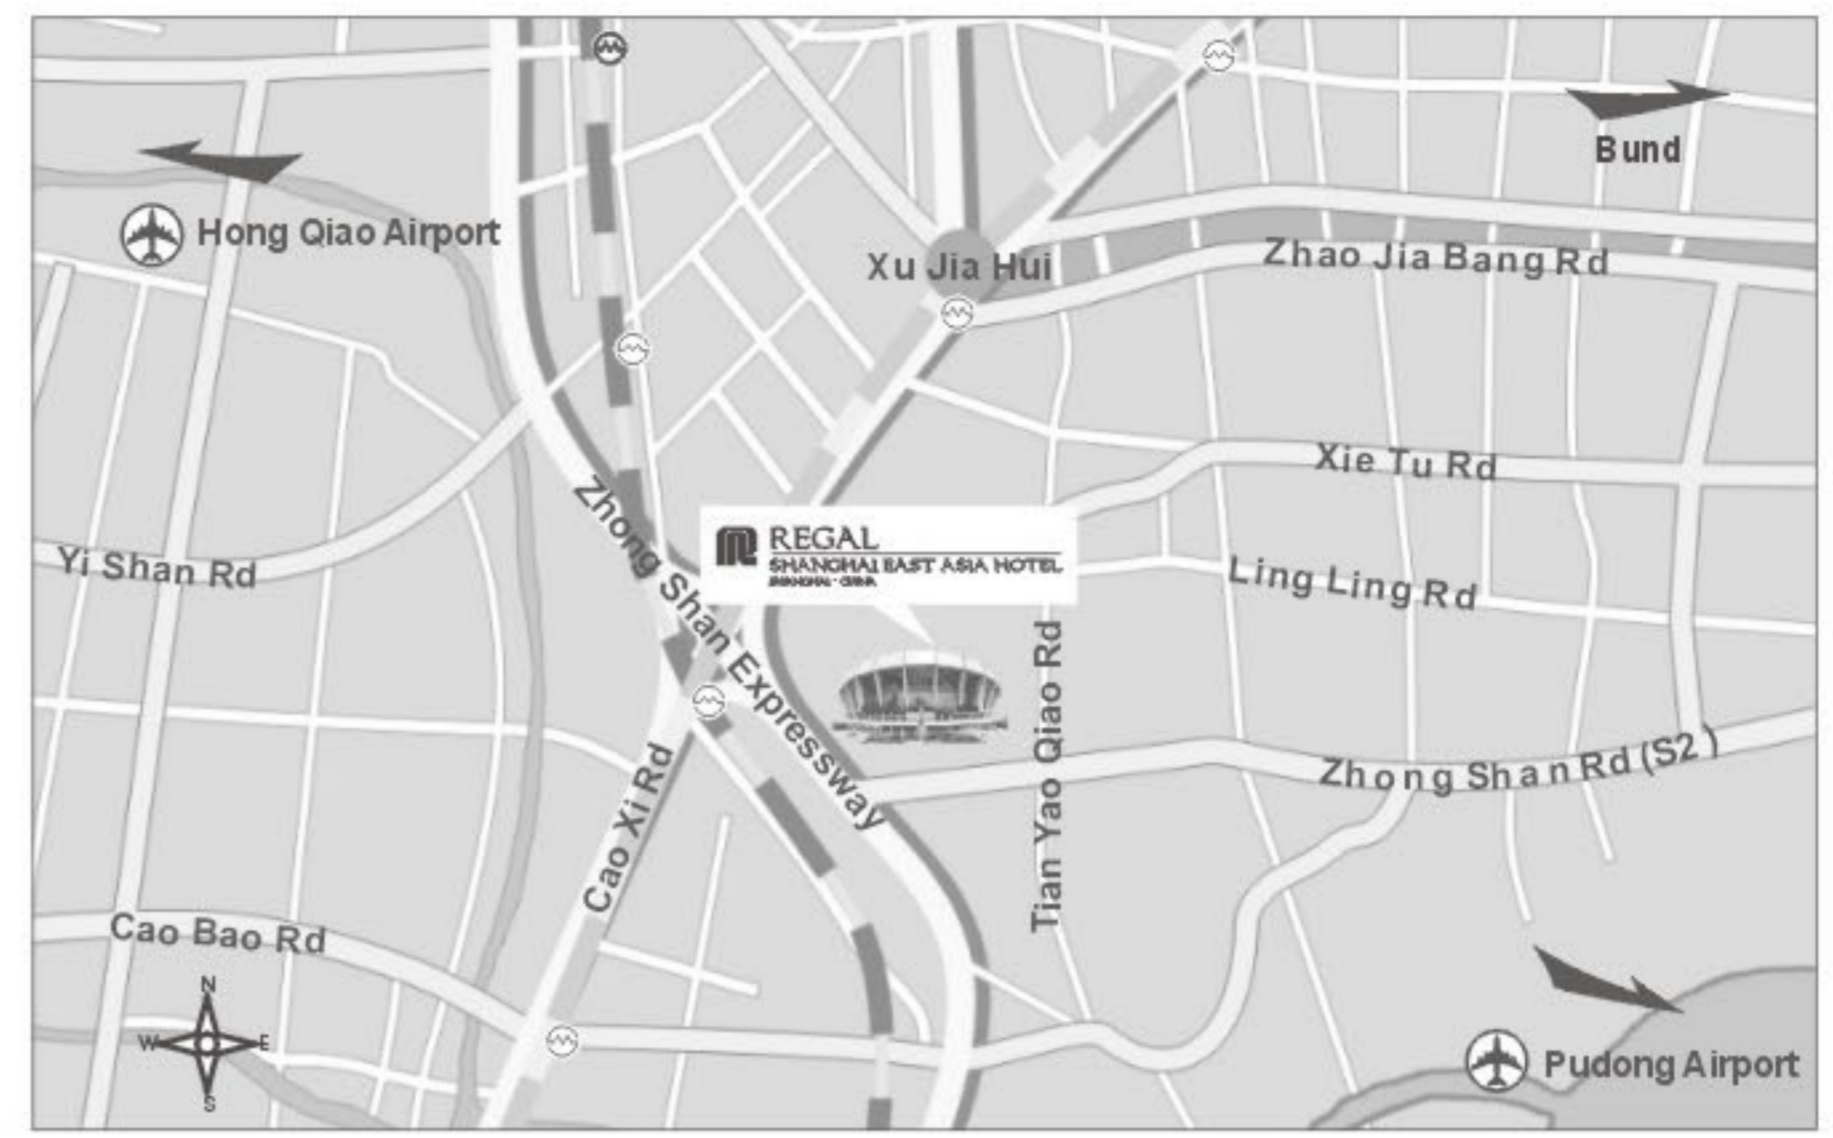 Bund
Hong Qiao Airport
Xu Jia Hui
Zhao Jia Bang Rd
Xie Tu Rd
Zhong Shan Expressway
REGAL
SHANGHAI EAST ASIA HOTEL
SHANGHAI · CHINA
Yi Shan Rd
Ling Ling Rd
Tian Yao Qiao Rd
Cao Xi Rd
Zhong Shan Rd (S2)
Cao Bao Rd
N
W E
S
Pudong Airport